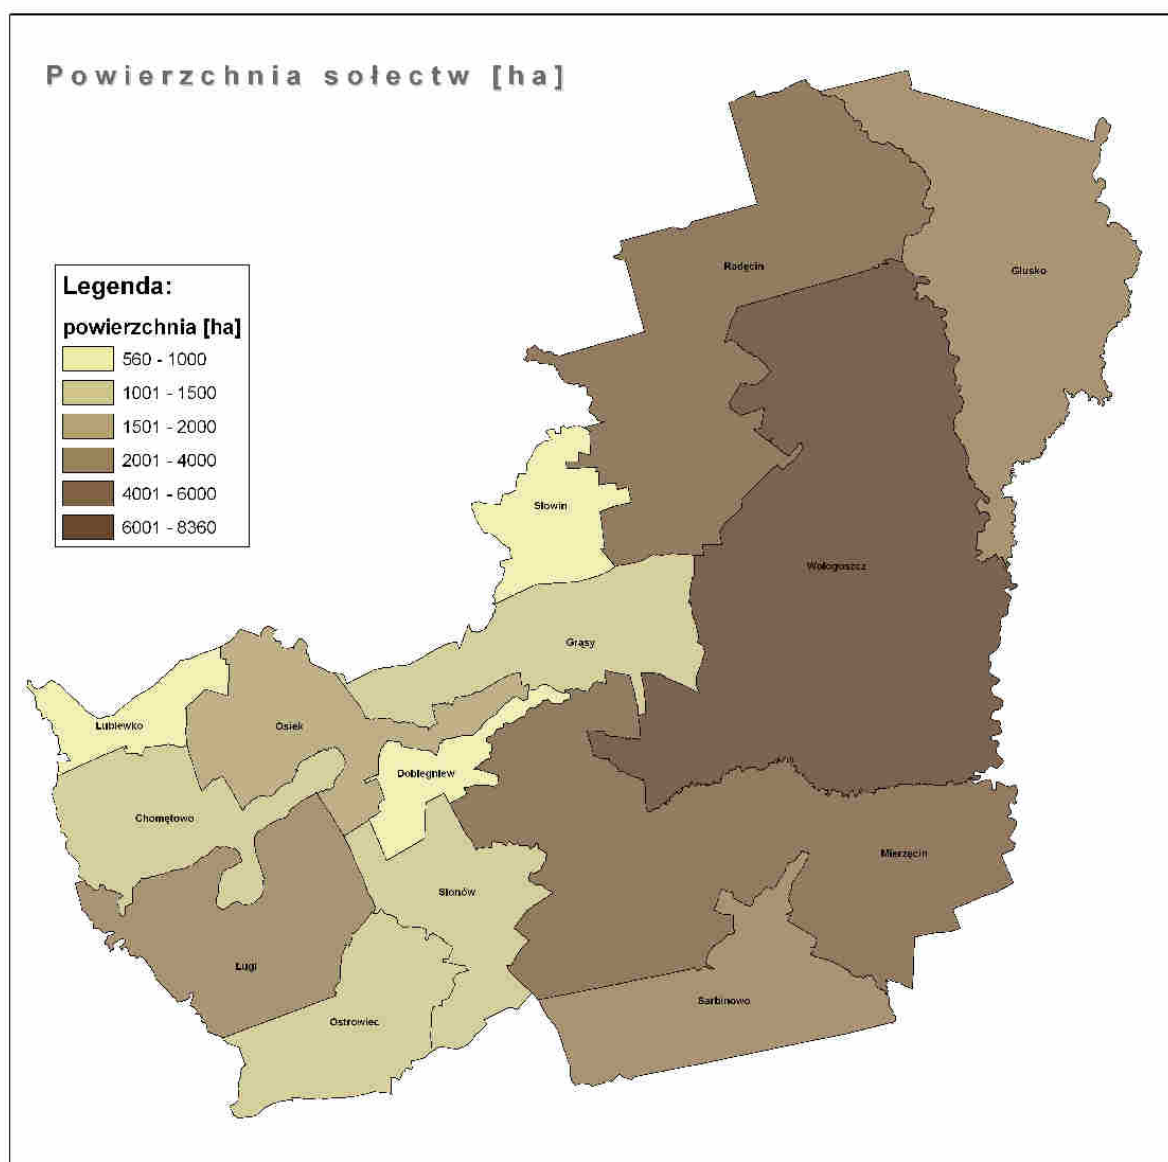 Powierzchnia sołectw [ha]
Legenda:
powierzchnia [ha]
560 - 1000
1001 - 1500
1501 - 2000
2001 - 4000
4001 - 6000
6001 - 8360
Radęcin
Głusko
Słowin
Wołogoszcz
Grąsy
Lubiewko
Osiek
Dobiegniew
Chomętowo
Mierzęcin
Słonów
Ługi
Sarbinowo
Ostrowiec